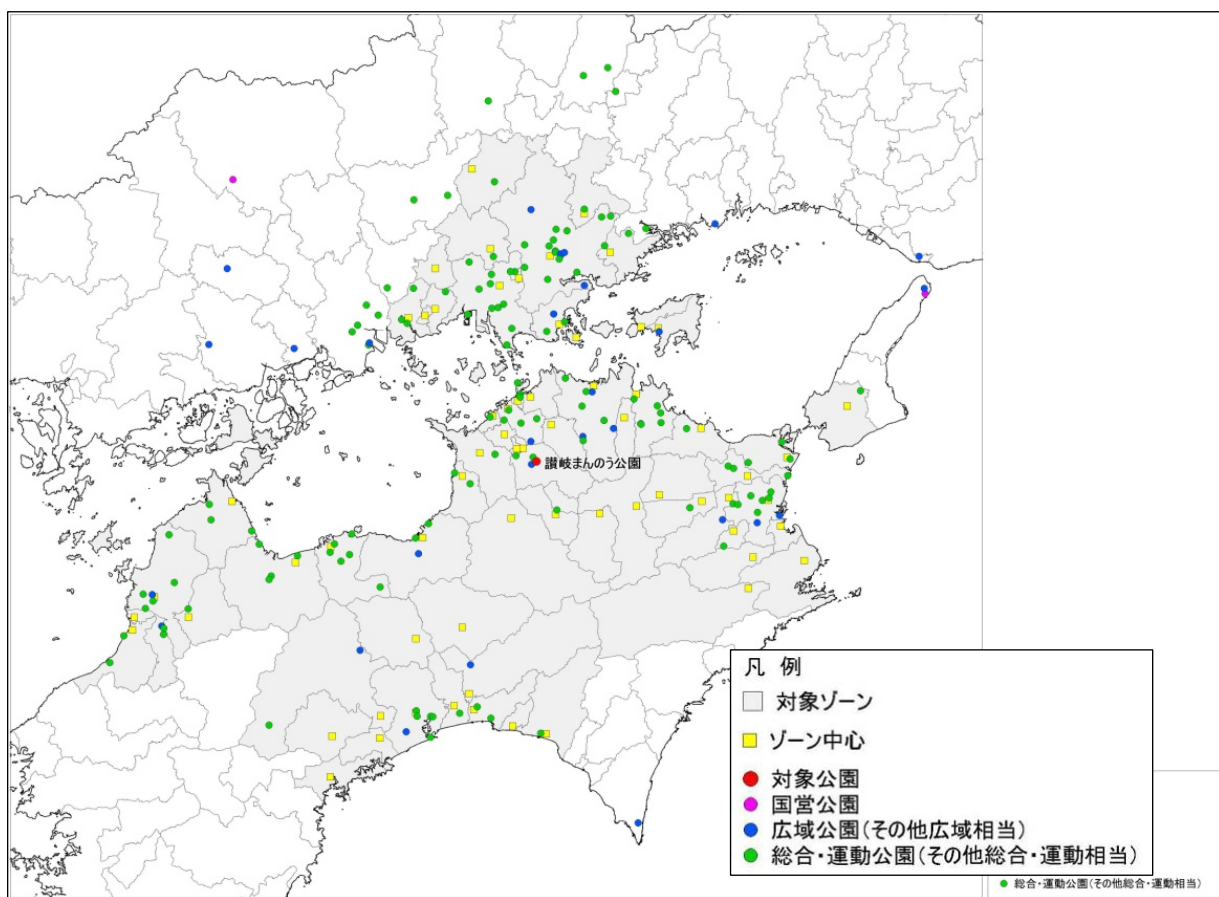 讃岐まんのう公園
凡 例
対象ゾーン
ゾーン中心
対象公園
国営公園
広域公園(その他広域相当)
総合・運動公園(その他総合・運動相当)
総合・運動公園(その他総合・運動相当)